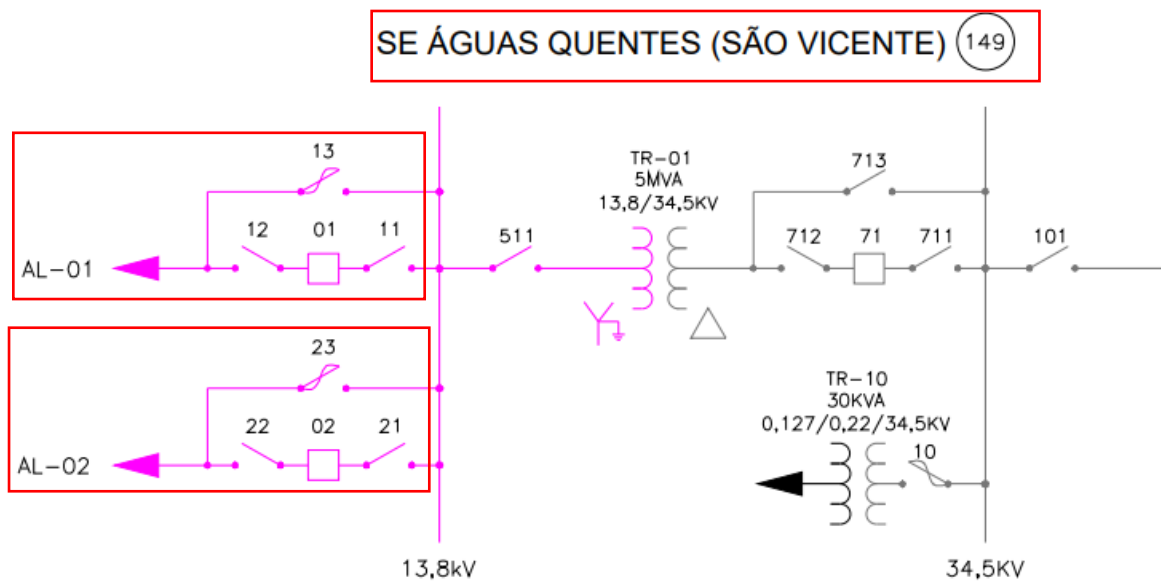 SE ÁGUAS QUENTES (SÃO VICENTE) 149
13
12 01 11
AL-01
23
22 02 21
AL-02
511
TR-01
5MVA
13,8/34,5KV
713
712 71 711
101
TR-10
30KVA
0,127/0,22/34,5KV
10
13,8kV
34,5KV